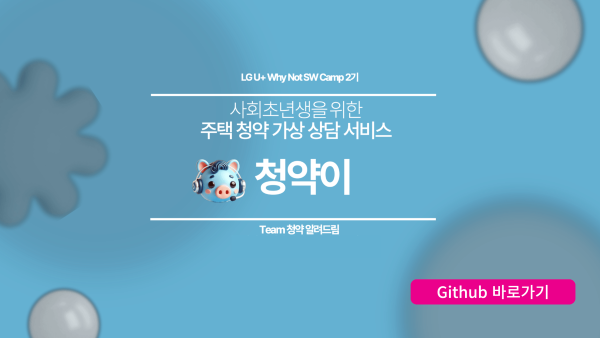 LG U+ Why Not SW Camp 2기
사회초년생을 위한
주택 청약 가상 상담 서비스
청약이
Team 청약 알려드림
Github 바로가기